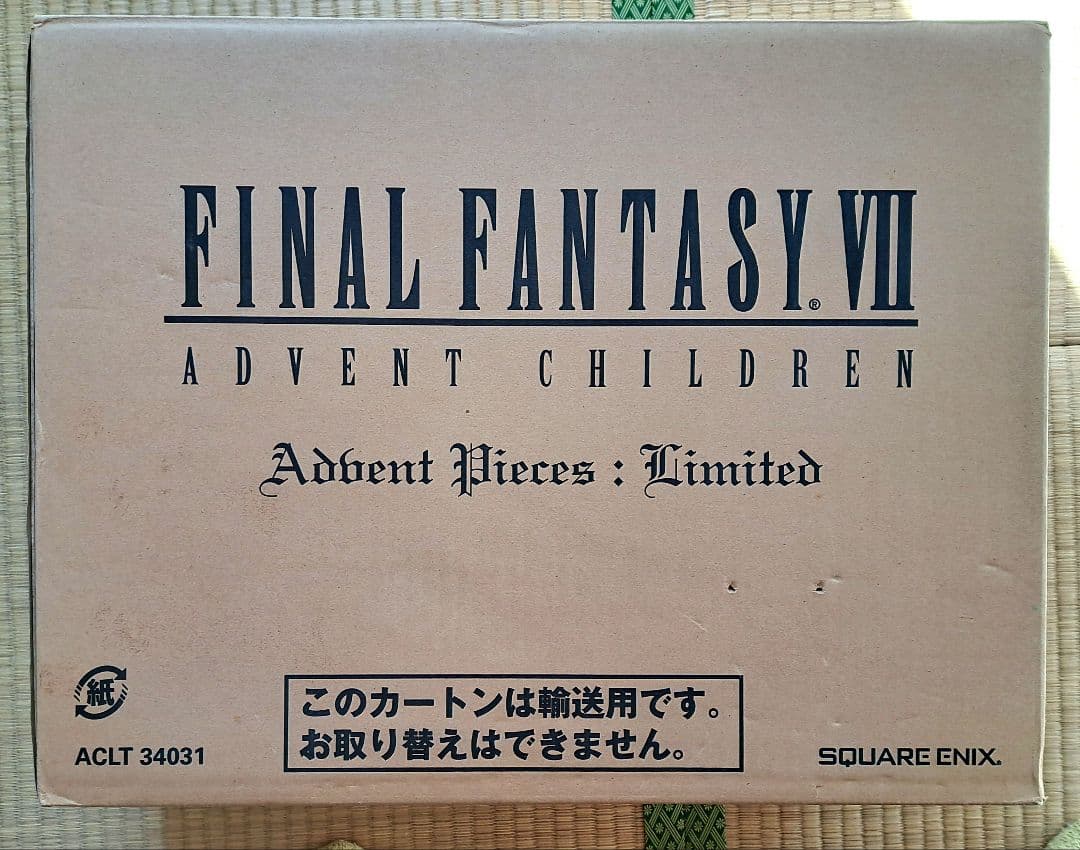 FINAL FANTASY® VII
ADVENT CHILDREN
Advent Pieces : Limited
紙
このカートンは輸送用です。
お取り替えはできません。
ACLT 34031
SQUARE ENIX®